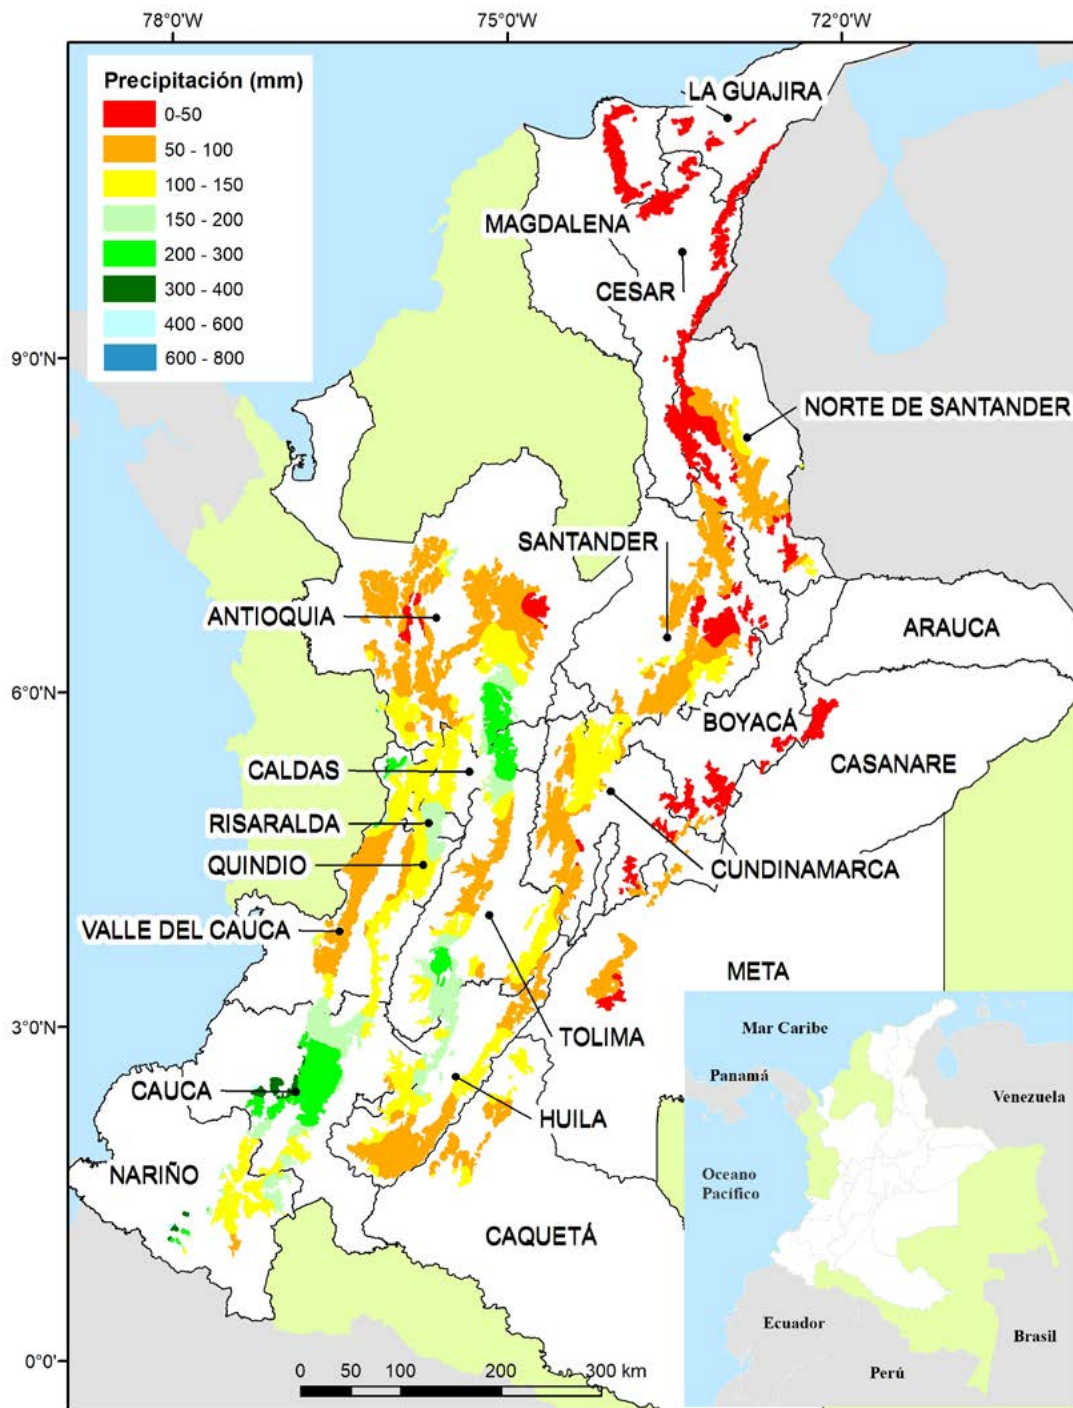 78°0'W
75°0'W
72°0'W
Precipitación (mm)
0-50
50 - 100
100 - 150
150 - 200
200 - 300
300 - 400
400 - 600
600 - 800
LA GUAJIRA
MAGDALENA
CESAR
9°0'N
NORTE DE SANTANDER
SANTANDER
ANTIOQUIA
ARAUCA
6°0'N
BOYACÁ
CASANARE
CALDAS
RISARALDA
QUINDIO
CUNDINAMARCA
VALLE DEL CAUCA
META
3°0'N
TOLIMA
CAUCA
HUILA
NARIÑO
CAQUETÁ
0°0'
0 50 100 200 300 km
Mar Caribe
Panamá
Venezuela
Oceano
Pacífico
Ecuador
Brasil
Perú